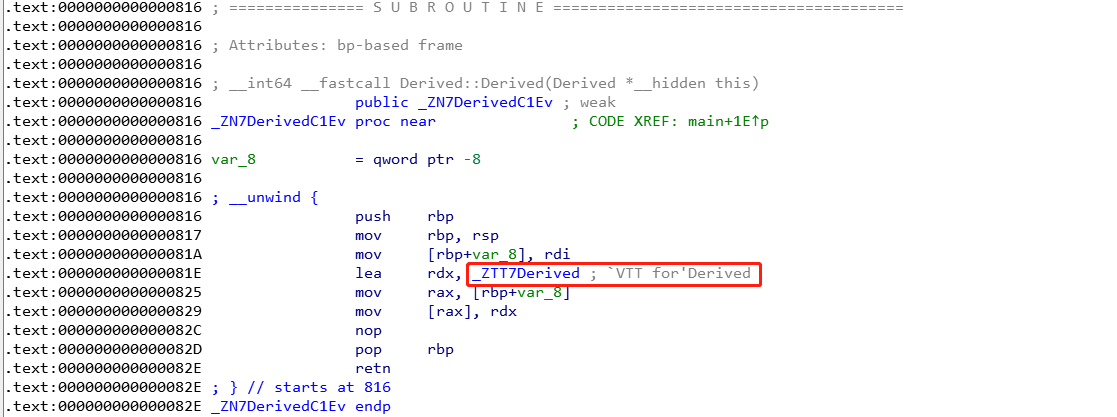 .text:0000000000000816 ; =============== S U B R O U T I N E =======================================
.text:0000000000000816
.text:0000000000000816 ; Attributes: bp-based frame
.text:0000000000000816
.text:0000000000000816 ; __int64 __fastcall Derived::Derived(Derived *__hidden this)
.text:0000000000000816 public _ZN7DerivedC1Ev ; weak
.text:0000000000000816 _ZN7DerivedC1Ev proc near ; CODE XREF: main+1E↑p
.text:0000000000000816
.text:0000000000000816 var_8 = qword ptr -8
.text:0000000000000816
.text:0000000000000816 ; __unwind {
.text:0000000000000816 push rbp
.text:0000000000000817 mov rbp, rsp
.text:000000000000081A mov [rbp+var_8], rdi
.text:000000000000081E lea rdx, _ZTT7Derived ; `VTT for'Derived
.text:0000000000000825 mov rax, [rbp+var_8]
.text:0000000000000829 mov [rax], rdx
.text:000000000000082C nop
.text:000000000000082D pop rbp
.text:000000000000082E retn
.text:000000000000082E ; } // starts at 816
.text:000000000000082E _ZN7DerivedC1Ev endp